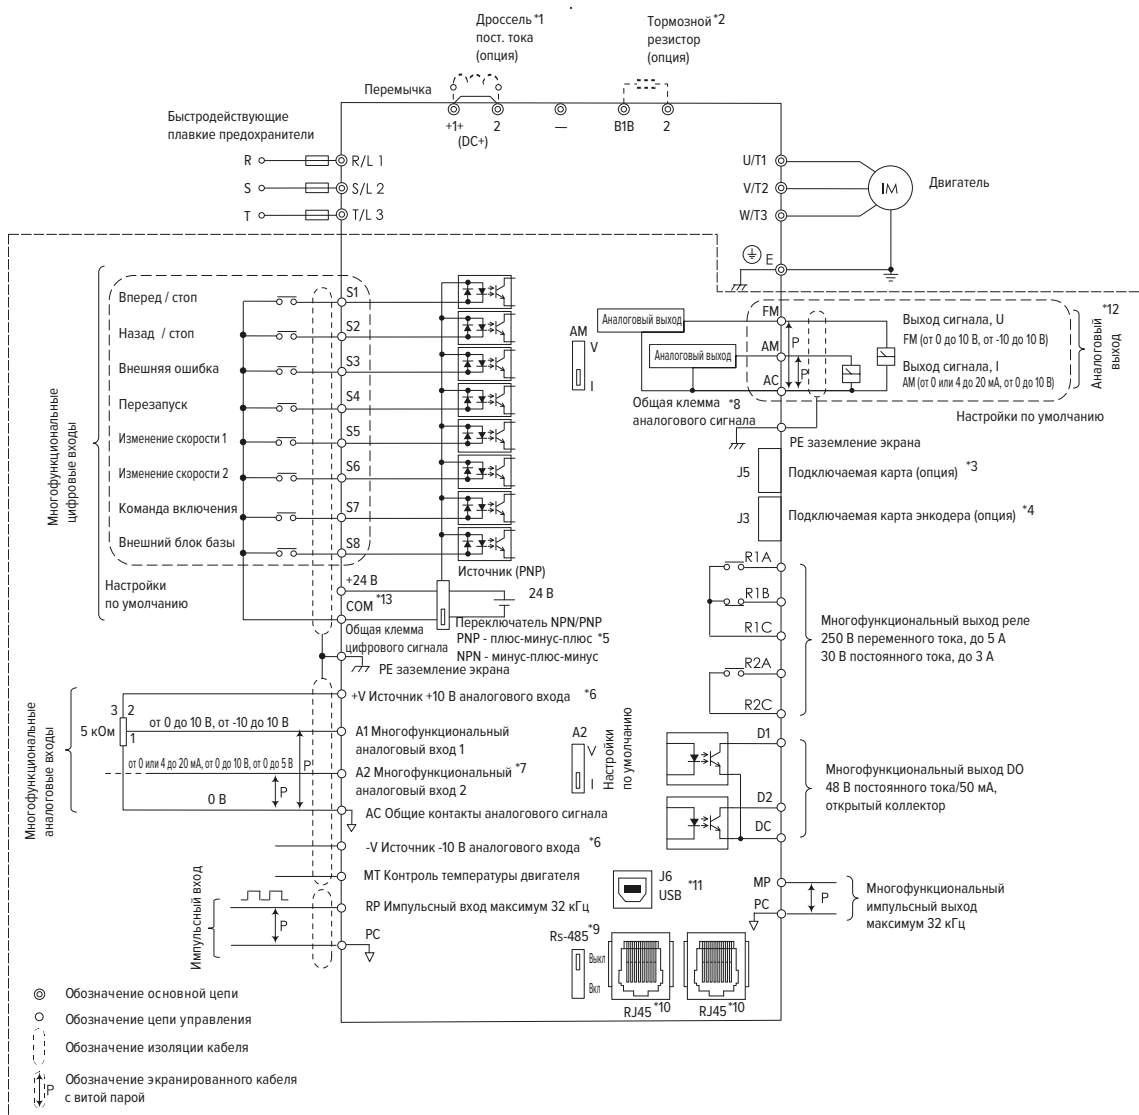 Дроссель *1
пост. тока
(опция)
Тормозной *2
резистор
(опция)
Перемычка
+1+
(DC+)
2
—
B1B
2
Быстродействующие
плавкие предохранители
R
R/L 1
S
S/L 2
T
T/L 3
U/T1
V/T2
W/T3
IM
Двигатель
E
Многофункциональные
цифровые входы
Вперед / стоп
S1
Назад / стоп
S2
Внешняя ошибка
S3
Перезапуск
S4
Изменение скорости 1
S5
Изменение скорости 2
S6
Команда включения
S7
Внешний блок базы
S8
Настройки
по умолчанию
Источник (PNP)
+24 В
COM *13
24 В
Общая клемма
цифрового сигнала
Переключатель NPN/PNP
PNP - плюс-минус-плюс *5
NPN - минус-плюс-минус
PE заземление экрана
AM
V
I
Аналоговый выход
Аналоговый выход
FM
AM
AC
P
P
Выход сигнала, U
FM (от 0 до 10 В, от -10 до 10 В)
Выход сигнала, I
AM (от 0 или 4 до 20 мА, от 0 до 10 В)
*12
Аналоговый
выход
Общая клемма *8
аналогового сигнала
Настройки по умолчанию
PE заземление экрана
J5
Подключаемая карта (опция) *3
J3
Подключаемая карта энкодера (опция) *4
R1A
R1B
R1C
R2A
R2C
Многофункциональный выход реле
250 В переменного тока, до 5 А
30 В постоянного тока, до 3 А
Многофункциональные
аналоговые входы
5 кОм
3
2
1
+V Источник +10 В аналогового входа *6
от 0 до 10 В, от -10 до 10 В
A1 Многофункциональный
аналоговый вход 1
от 0 или 4 до 20 мА, от 0 до 10 В, от 0 до 5 В
P
A2 Многофункциональный *7
аналоговый вход 2
P
0 В
AC Общие контакты аналогового сигнала
-V Источник -10 В аналогового входа *6
MT Контроль температуры двигателя
A2
V
I
Настройки
по умолчанию
D1
D2
DC
Многофункциональный выход DO
48 В постоянного тока/50 мА,
открытый коллектор
Импульсный вход
RP Импульсный вход максимум 32 кГц
P
PC
J6
USB
*11
MP
PC
P
Многофункциональный
импульсный выход
максимум 32 кГц
Rs-485 *9
Выкл
Вкл
RJ45 *10
RJ45 *10
Обозначение основной цепи
Обозначение цепи управления
Обозначение изоляции кабеля
P
Обозначение экранированного кабеля
с витой парой